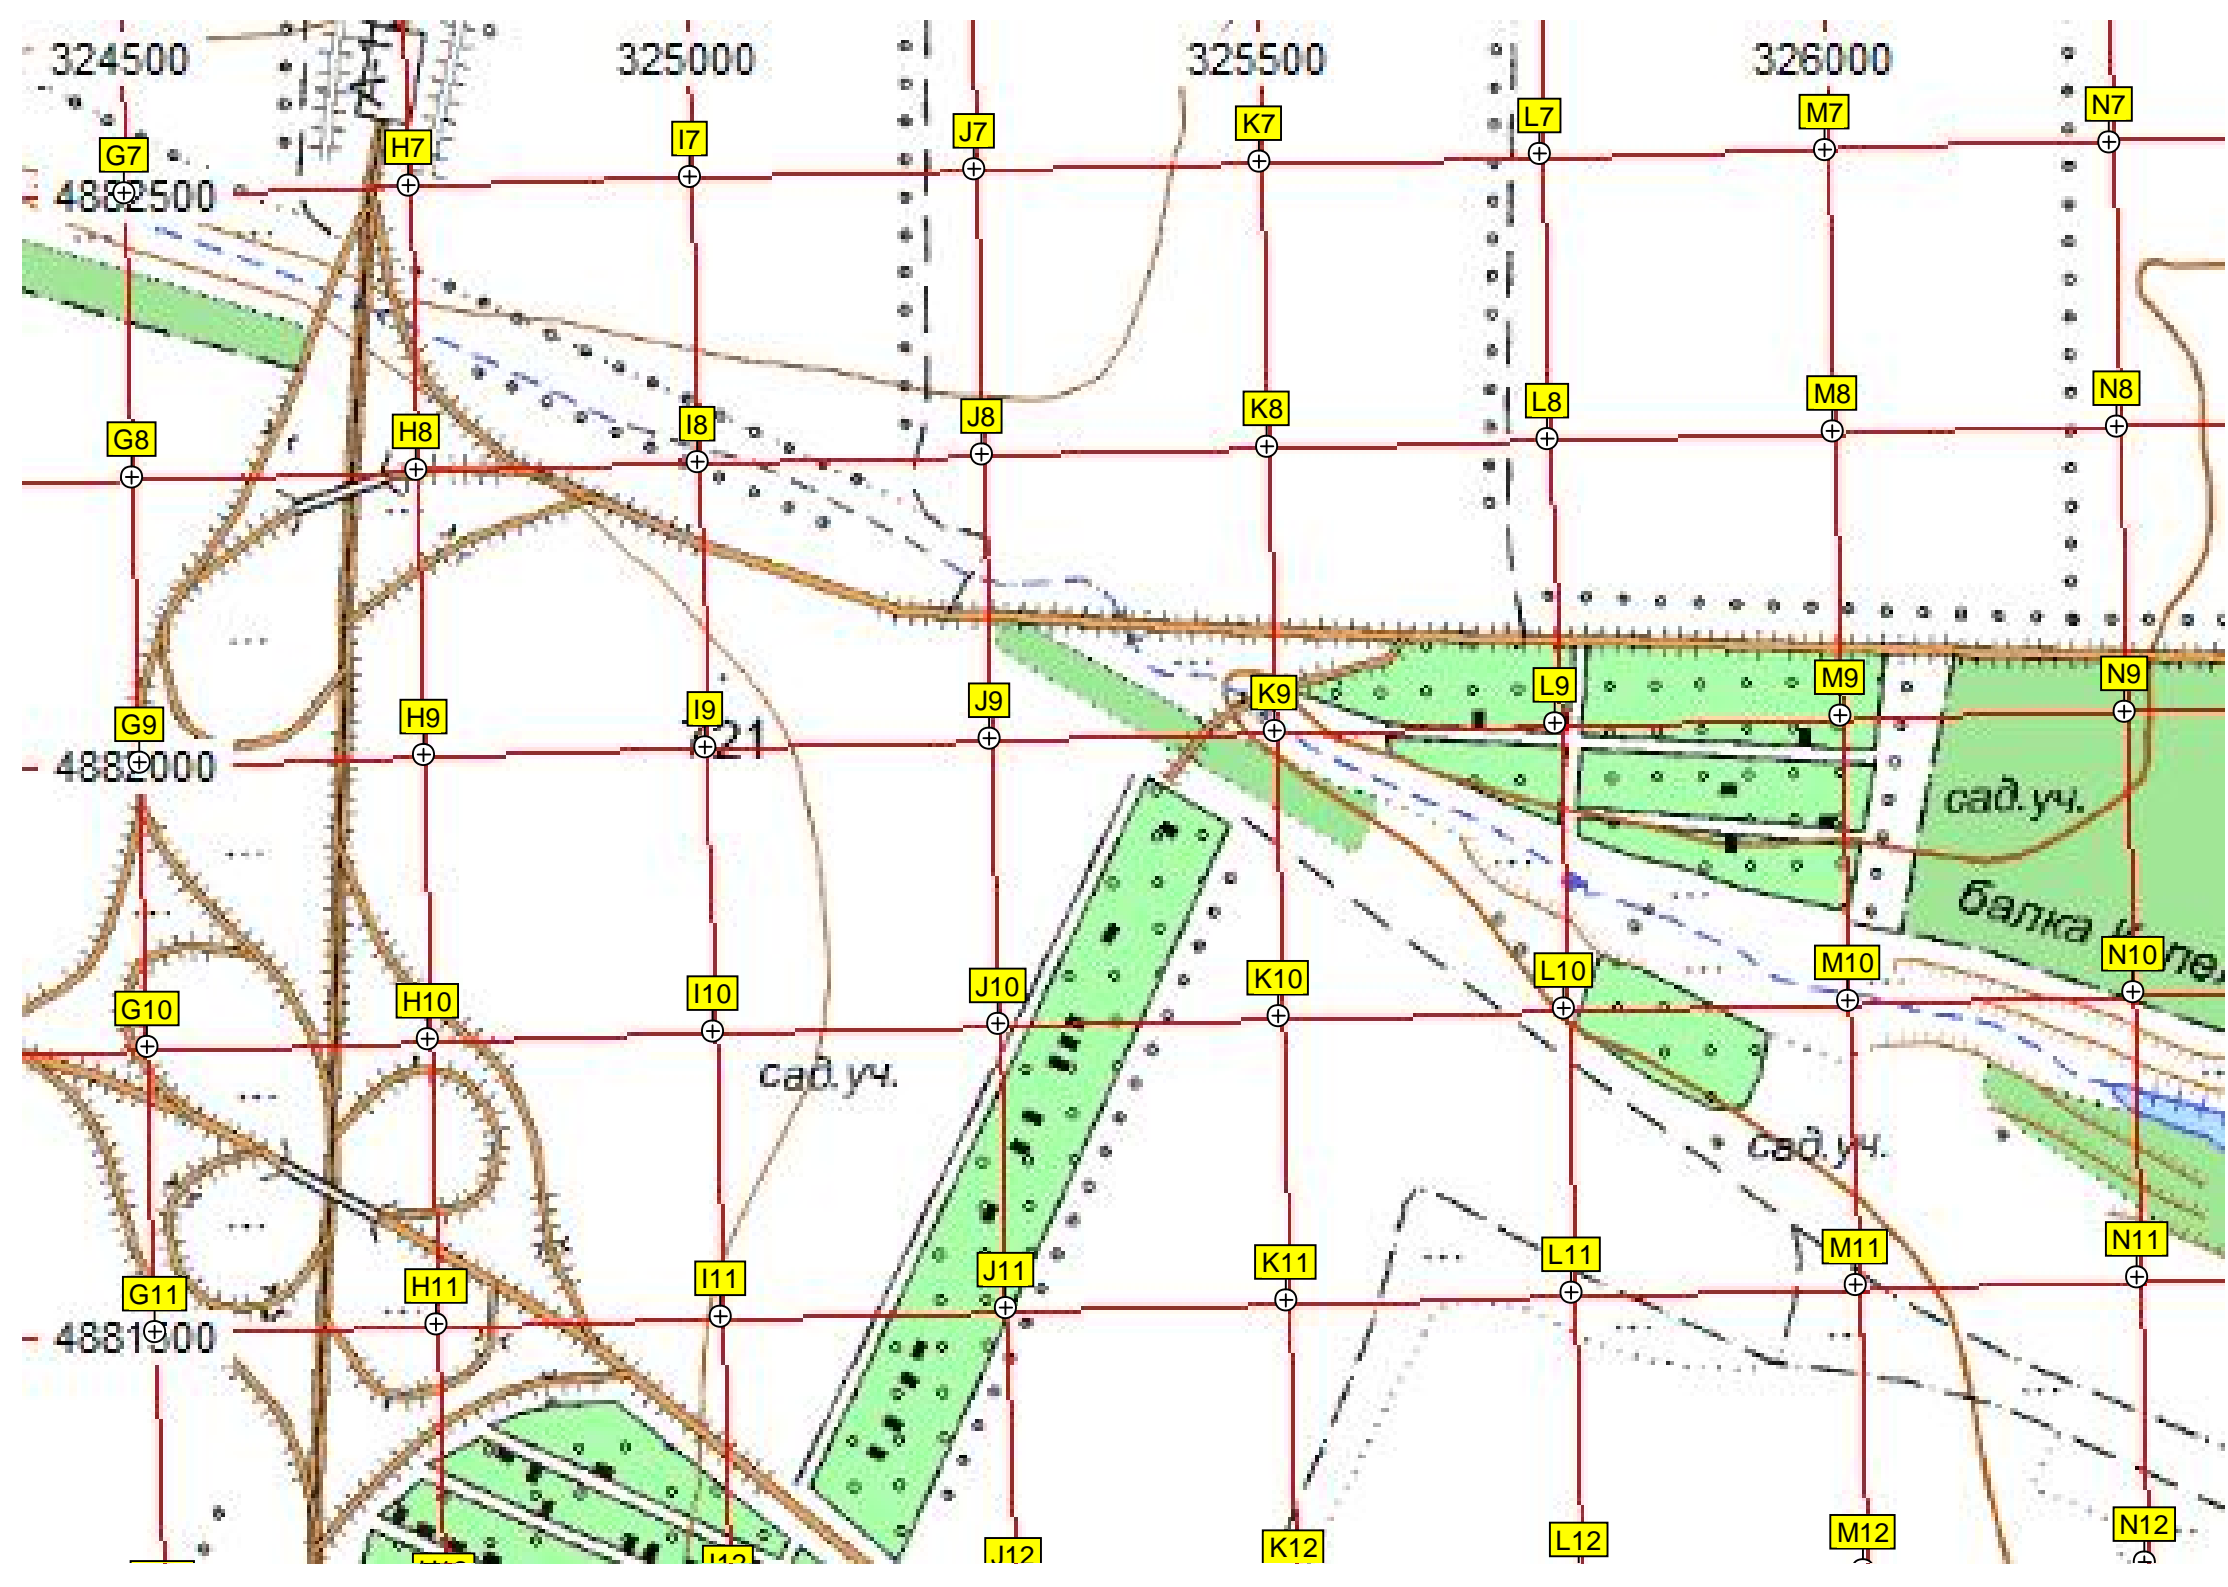 324500 325000 325500 326000
G7 H7 I7 J7 K7 L7 M7 N7
4882500
G8 H8 I8 J8 K8 L8 M8 N8
G9 H9 I9 J9 K9 L9 M9 N9
4882000
сад.уч.
балка
G10 H10 I10 J10 K10 L10 M10 N10
сад.уч.
сад.уч.
G11 H11 I11 J11 K11 L11 M11 N11
I12 J12 K12 L12 M12 N12